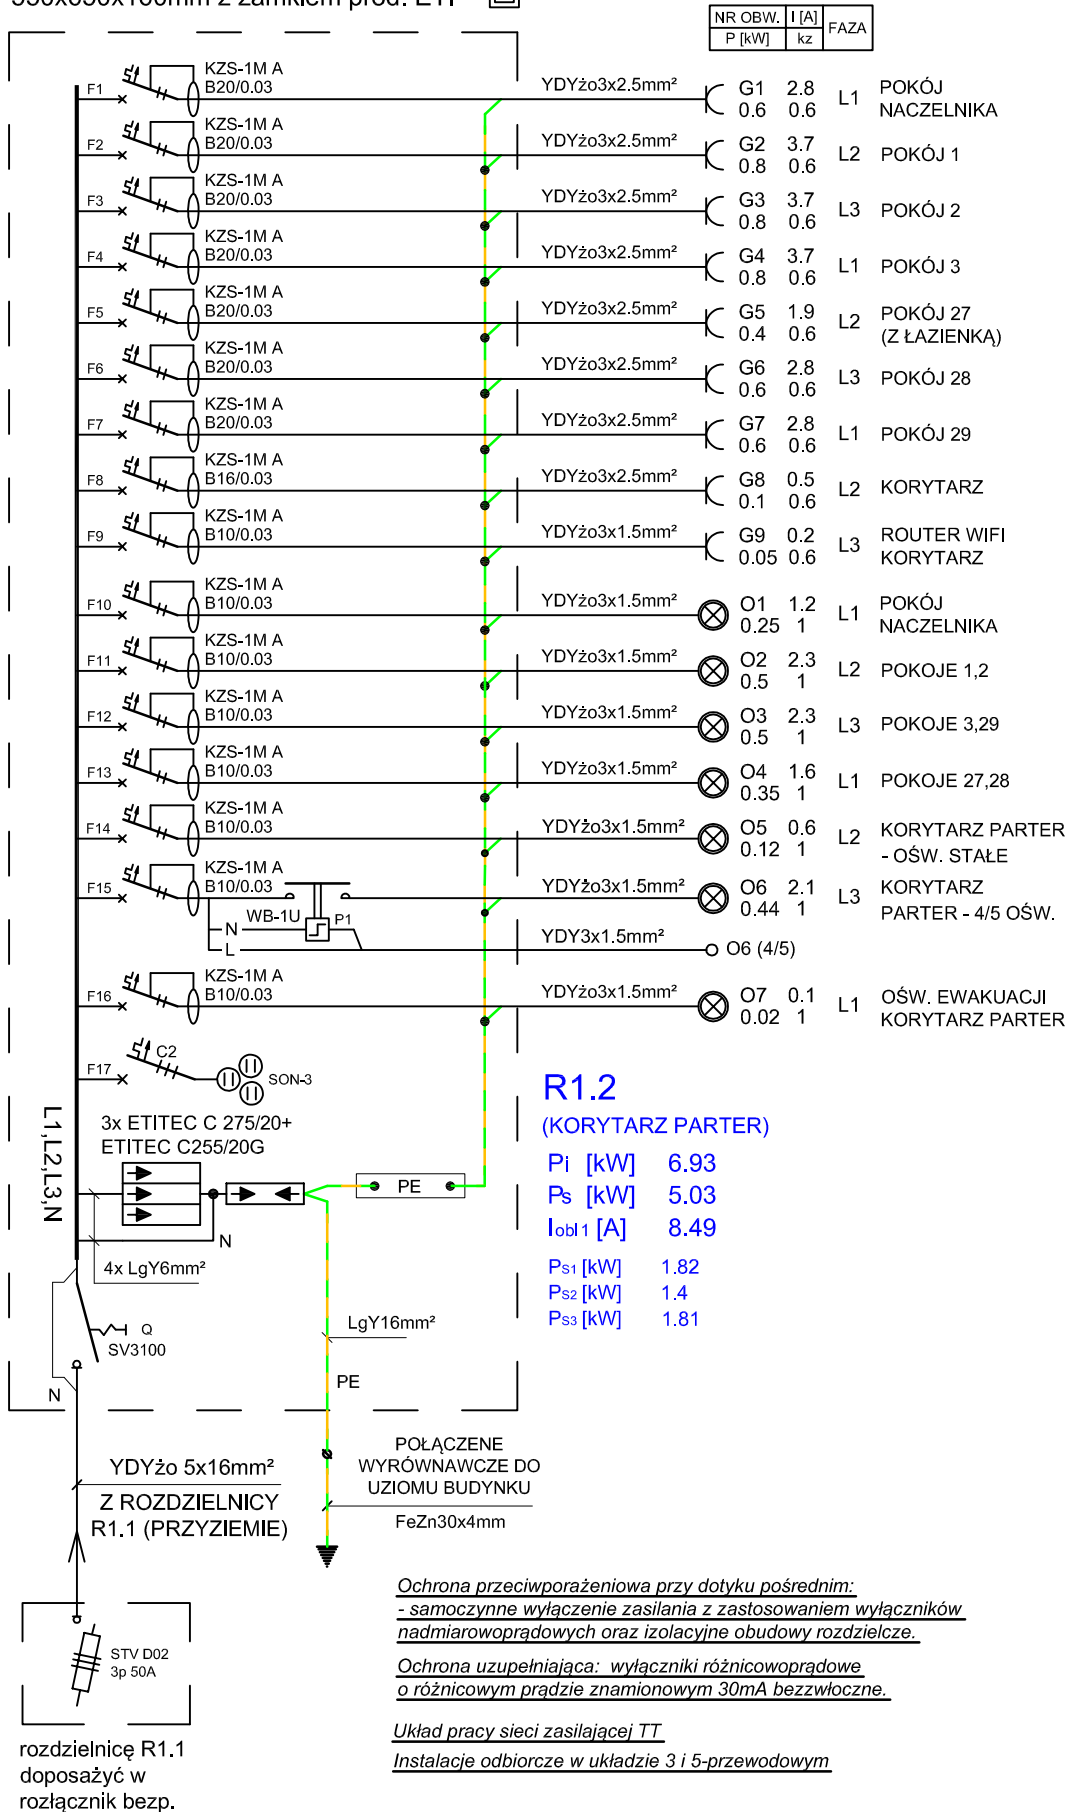 NR OBW. I [A] FAZA
P [kW] kz
F1 KZS-1M A
B20/0.03 YDYżo3x2.5mm² G1 2.8 L1 POKÓJ
0.6 0.6 NACZELNIKA
F2 KZS-1M A
B20/0.03 YDYżo3x2.5mm² G2 3.7 L2 POKÓJ 1
0.8 0.6
F3 KZS-1M A
B20/0.03 YDYżo3x2.5mm² G3 3.7 L3 POKÓJ 2
0.8 0.6
F4 KZS-1M A
B20/0.03 YDYżo3x2.5mm² G4 3.7 L1 POKÓJ 3
0.8 0.6
F5 KZS-1M A
B20/0.03 YDYżo3x2.5mm² G5 1.9 L2 POKÓJ 27
0.4 0.6 (Z ŁAZIENKĄ)
F6 KZS-1M A
B20/0.03 YDYżo3x2.5mm² G6 2.8 L3 POKÓJ 28
0.6 0.6
F7 KZS-1M A
B20/0.03 YDYżo3x2.5mm² G7 2.8 L1 POKÓJ 29
0.6 0.6
F8 KZS-1M A
B16/0.03 YDYżo3x2.5mm² G8 0.5 L2 KORYTARZ
0.1 0.6
F9 KZS-1M A
B10/0.03 YDYżo3x1.5mm² G9 0.2 L3 ROUTER WIFI
0.05 0.6 KORYTARZ
F10 KZS-1M A
B10/0.03 YDYżo3x1.5mm² O1 1.2 L1 POKÓJ
0.25 1 NACZELNIKA
F11 KZS-1M A
B10/0.03 YDYżo3x1.5mm² O2 2.3 L2 POKOJE 1,2
0.5 1
F12 KZS-1M A
B10/0.03 YDYżo3x1.5mm² O3 2.3 L3 POKOJE 3,29
0.5 1
F13 KZS-1M A
B10/0.03 YDYżo3x1.5mm² O4 1.6 L1 POKOJE 27,28
0.35 1
F14 KZS-1M A
B10/0.03 YDYżo3x1.5mm² O5 0.6 L2 KORYTARZ PARTER
0.12 1 - OŚW. STAŁE
F15 KZS-1M A
B10/0.03 YDYżo3x1.5mm² O6 2.1 L3 KORYTARZ
0.44 1 PARTER - 4/5 OŚW.
N WB-1U P1
L YDY3x1.5mm² O6 (4/5)
F16 KZS-1M A
B10/0.03 YDYżo3x1.5mm² O7 0.1 L1 OŚW. EWAKUACJI
0.02 1 KORYTARZ PARTER
F17 C2 SON-3
L1,L2,L3,N
3x ETITEC C 275/20+
ETITEC C255/20G
PE
N
4x LgY6mm²
R1.2
(KORYTARZ PARTER)
Pi [kW] 6.93
Ps [kW] 5.03
Iobl1 [A] 8.49
PS1 [kW] 1.82
PS2 [kW] 1.4
PS3 [kW] 1.81
LgY16mm²
Q
SV3100
N
PE
YDYżo 5x16mm²
Z ROZDZIELNICY
R1.1 (PRZYZIEMIE)
POŁĄCZENE
WYRÓWNAWCZE DO
UZIOMU BUDYNKU
FeZn30x4mm
STV D02
3p 50A
rozdzielnicę R1.1
doposażyć w
rozłącznik bezp.
Ochrona przeciwporażeniowa przy dotyku pośrednim:
- samoczynne wyłączenie zasilania z zastosowaniem wyłączników
nadmiarowoprądowych oraz izolacyjne obudowy rozdzielcze.
Ochrona uzupełniająca: wyłączniki różnicowoprądowe
o różnicowym prądzie znamionowym 30mA bezzwłoczne.
Układ pracy sieci zasilającej TT
Instalacje odbiorcze w układzie 3 i 5-przewodowym